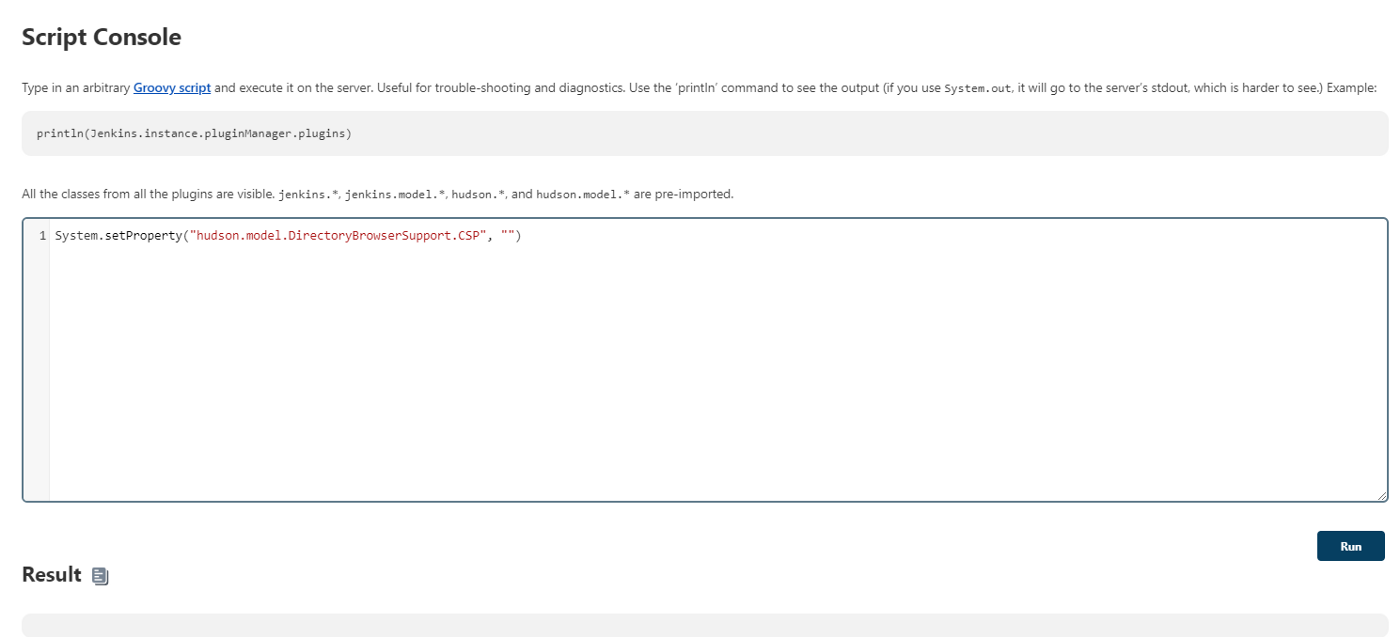 Script Console
Type in an arbitrary Groovy script and execute it on the server. Useful for trouble-shooting and diagnostics. Use the ‘println’ command to see the output (if you use System.out, it will go to the server’s stdout, which is harder to see.) Example:
println(Jenkins.instance.pluginManager.plugins)
All the classes from all the plugins are visible. jenkins.*, jenkins.model.*, hudson.*, and hudson.model.* are pre-imported.
1 System.setProperty("hudson.model.DirectoryBrowserSupport.CSP", "")
Run
Result